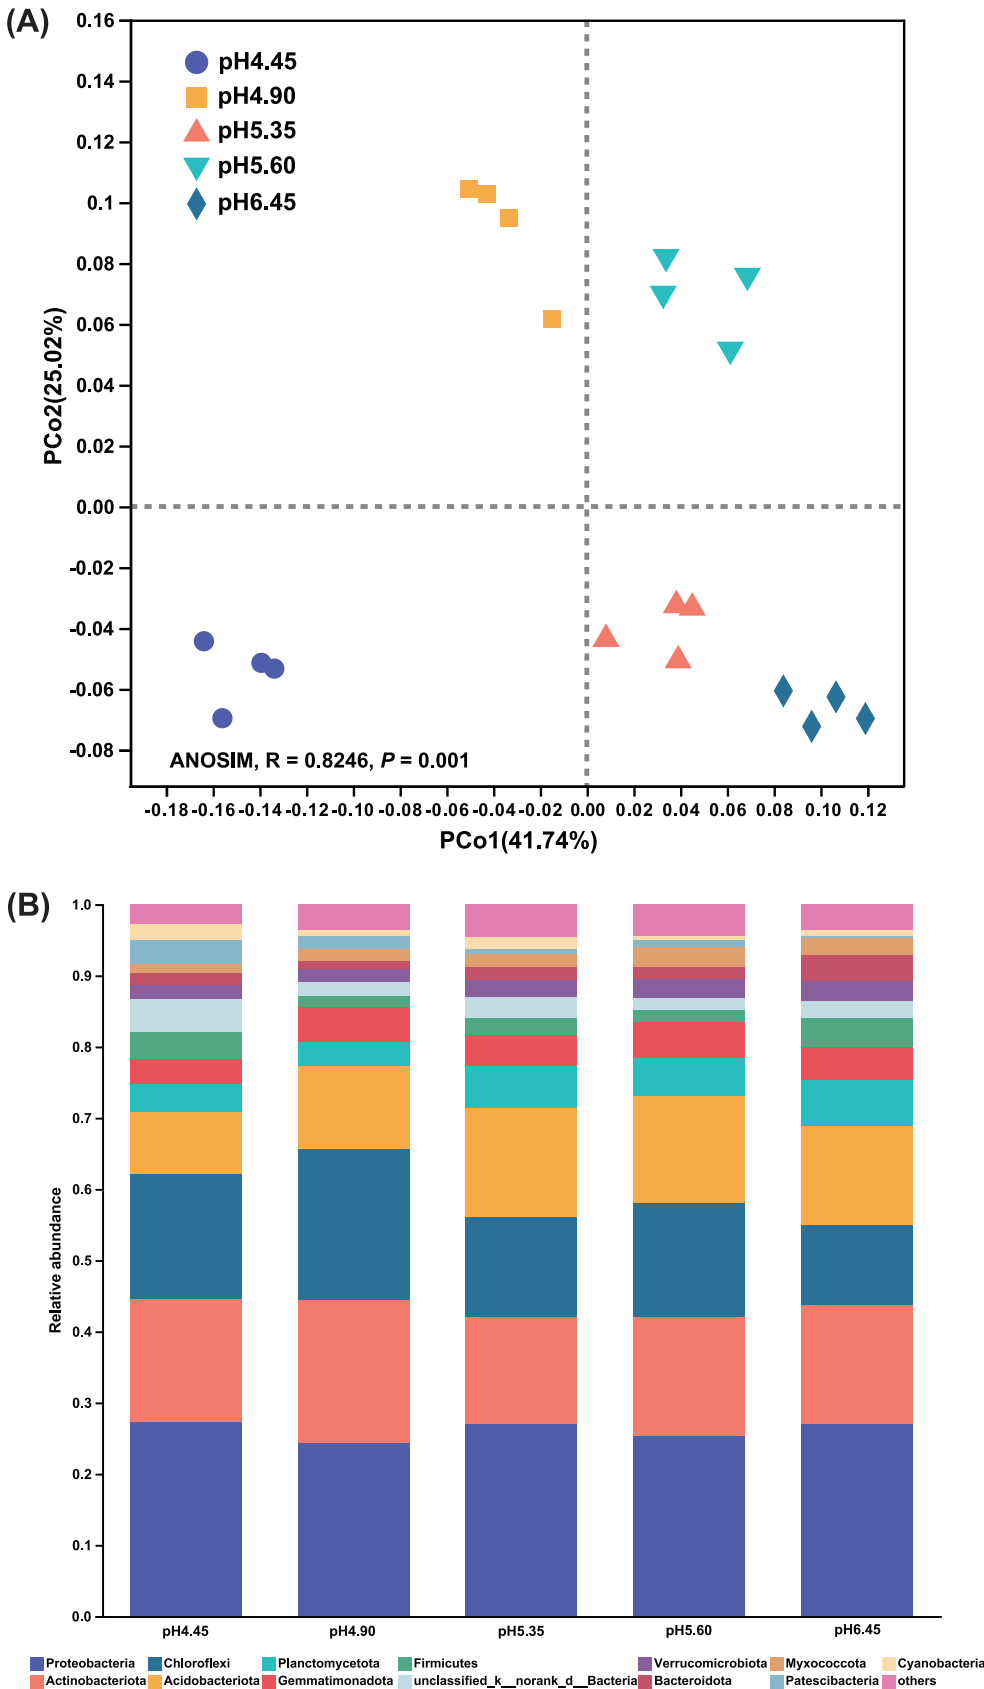 (A)
0.16
0.14
0.12
0.1
0.08
0.06
0.04
0.02
0.00
-0.02
-0.04
-0.06
-0.08
PCo2(25.02%)
pH4.45
pH4.90
pH5.35
pH5.60
pH6.45
ANOSIM, R = 0.8246, P = 0.001
-0.18 -0.16 -0.14 -0.12 -0.10 -0.08 -0.06 -0.04 -0.02 0.00 0.02 0.04 0.06 0.08 0.10 0.12
PCo1(41.74%)
(B)
1.0
0.9
0.8
0.7
0.6
0.5
0.4
0.3
0.2
0.1
0.0
Relative abundance
pH4.45 pH4.90 pH5.35 pH5.60 pH6.45
Proteobacteria Chloroflexi Planctomycetota Firmicutes Verrucomicrobiota Myxococcota Cyanobacteria
Actinobacteriota Acidobacteriota Gemmatimonadota unclassified_k__norank_d__Bacteria Bacteroidota Patescibacteria others